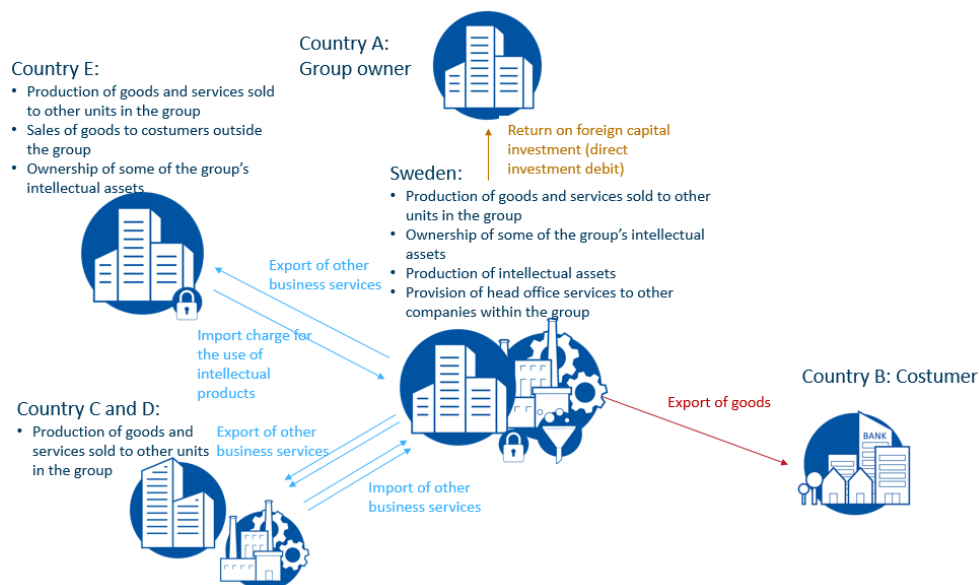 Country A:
Group owner
Country E:
• Production of goods and services sold
to other units in the group
• Sales of goods to costumers outside
the group
• Ownership of some of the group's
intellectual assets
Return on foreign capital
investment (direct
investment debit)
Sweden:
• Production of goods and services sold to other
units in the group
• Ownership of some of the group's intellectual
assets
• Production of intellectual assets
• Provision of head office services to other
companies within the group
Export of other
business services
Import charge for
the use of
intellectual
products
Country B: Costumer
Export of goods
BANK
Country C and D:
• Production of goods and
services sold to other units
in the group
Export of other
business services
Import of other
business services